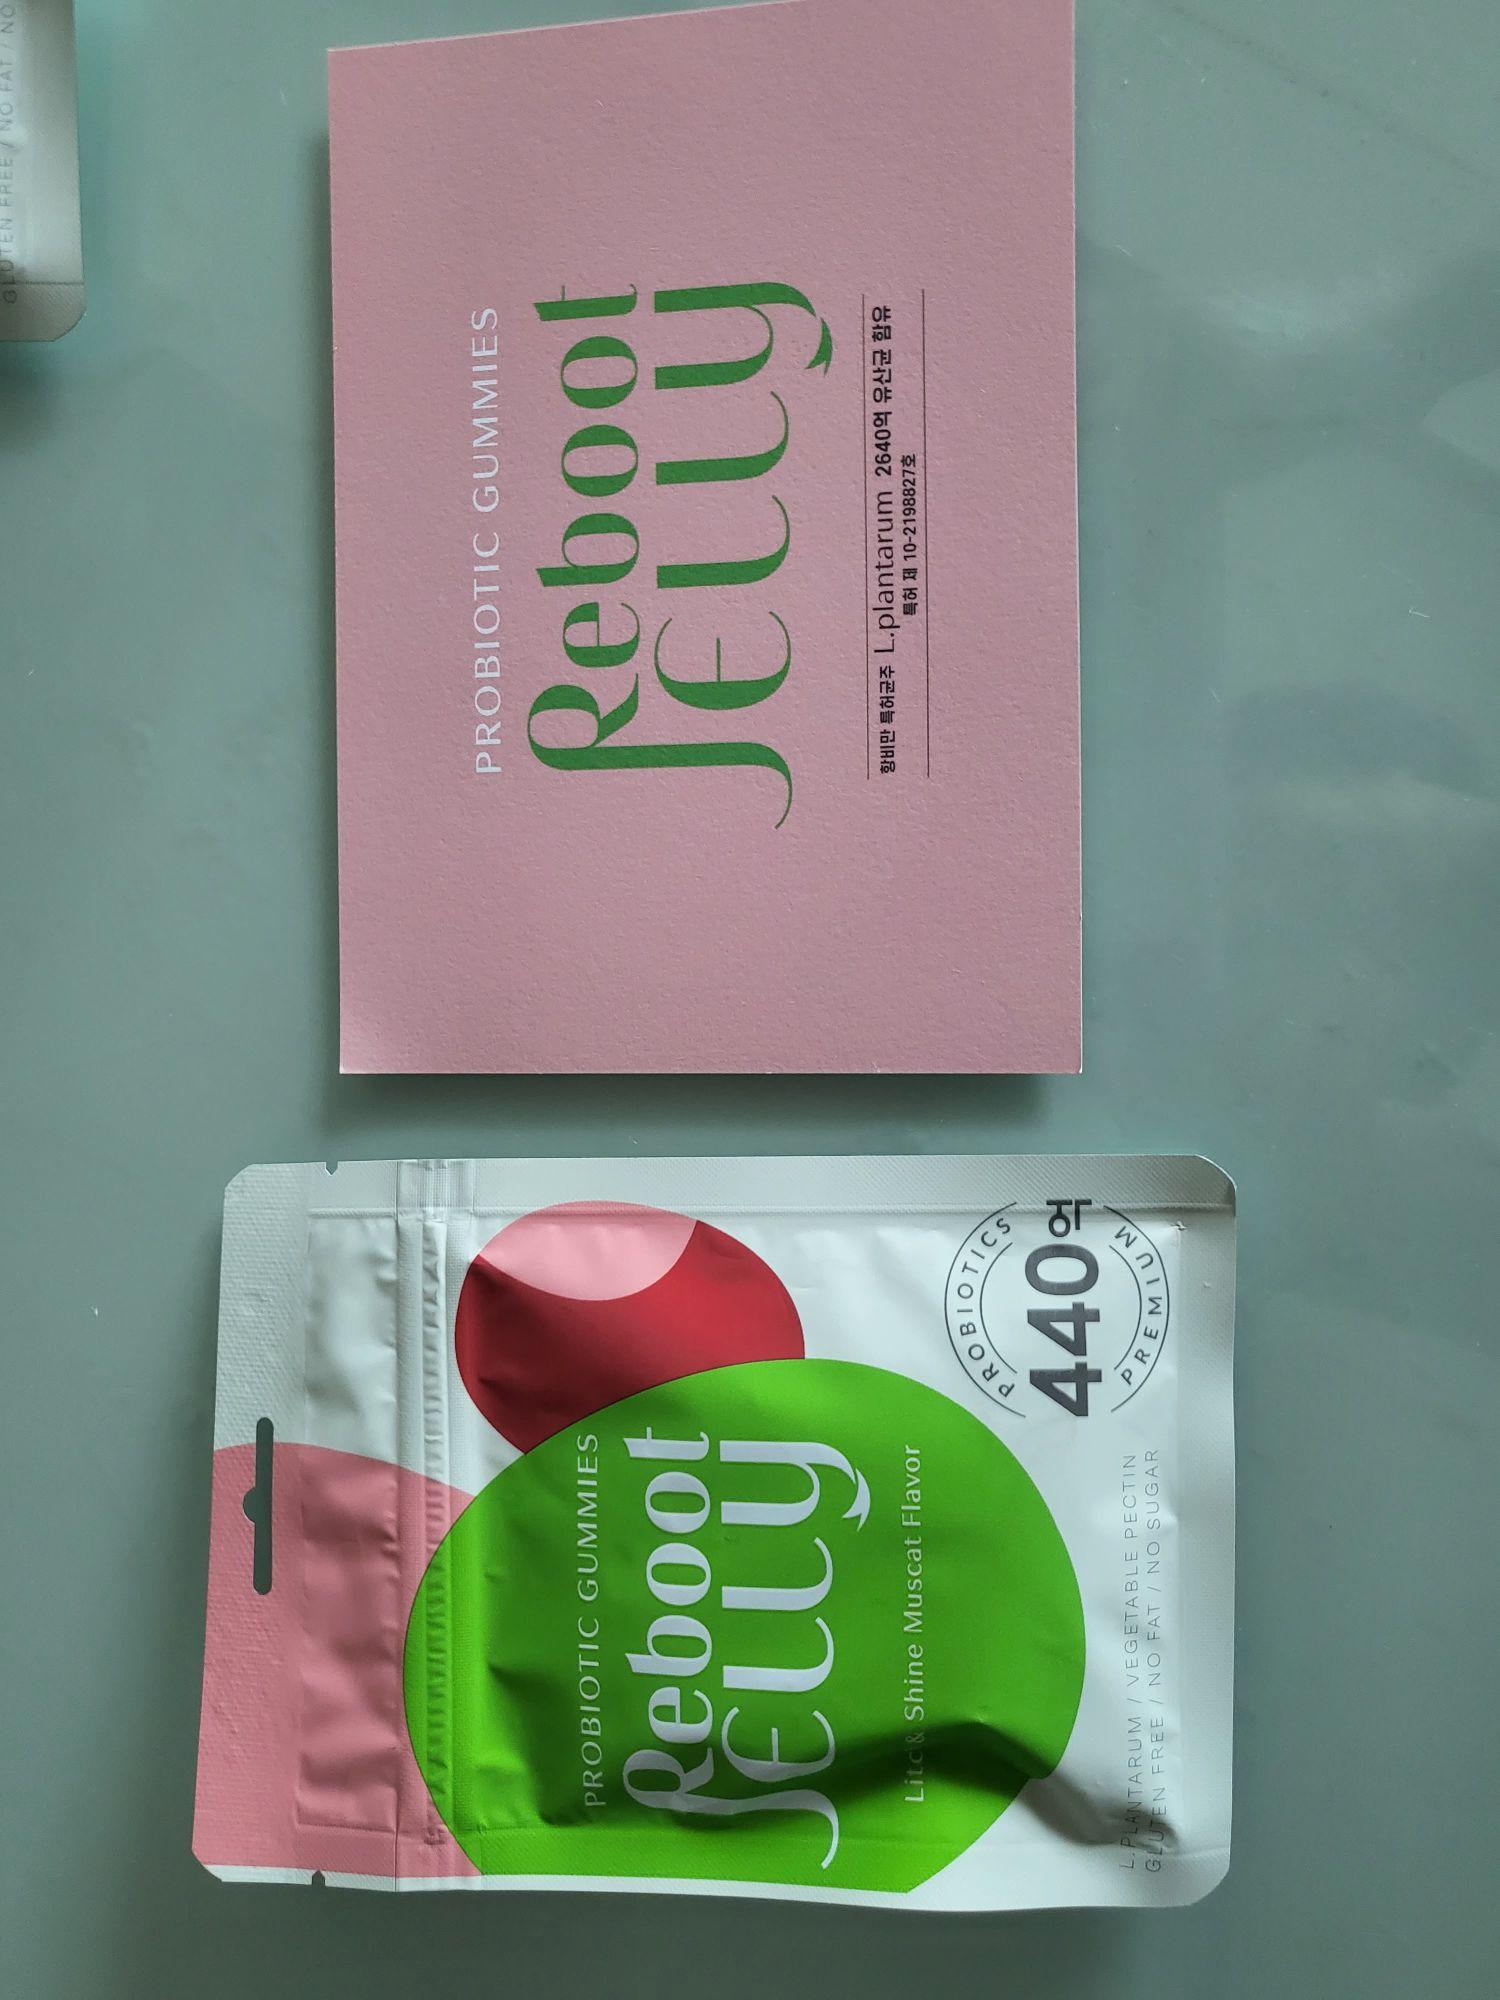 GLUTEN FREE / NO FAT / NO
PROBIOTIC GUMMIES
Reboot
JELLY
항비만 특허균주 L.plantarum 2640억 유산균 함유
특허 제 10-2198827호
PROBIOTIC GUMMIES
Reboot
JELLY
Litc & Shine Muscat Flavor
PROBIOTICS
440억
PREMIUM
L.PLANTARUM / VEGETABLE PECTIN
GLUTEN FREE / NO FAT / NO SUGAR